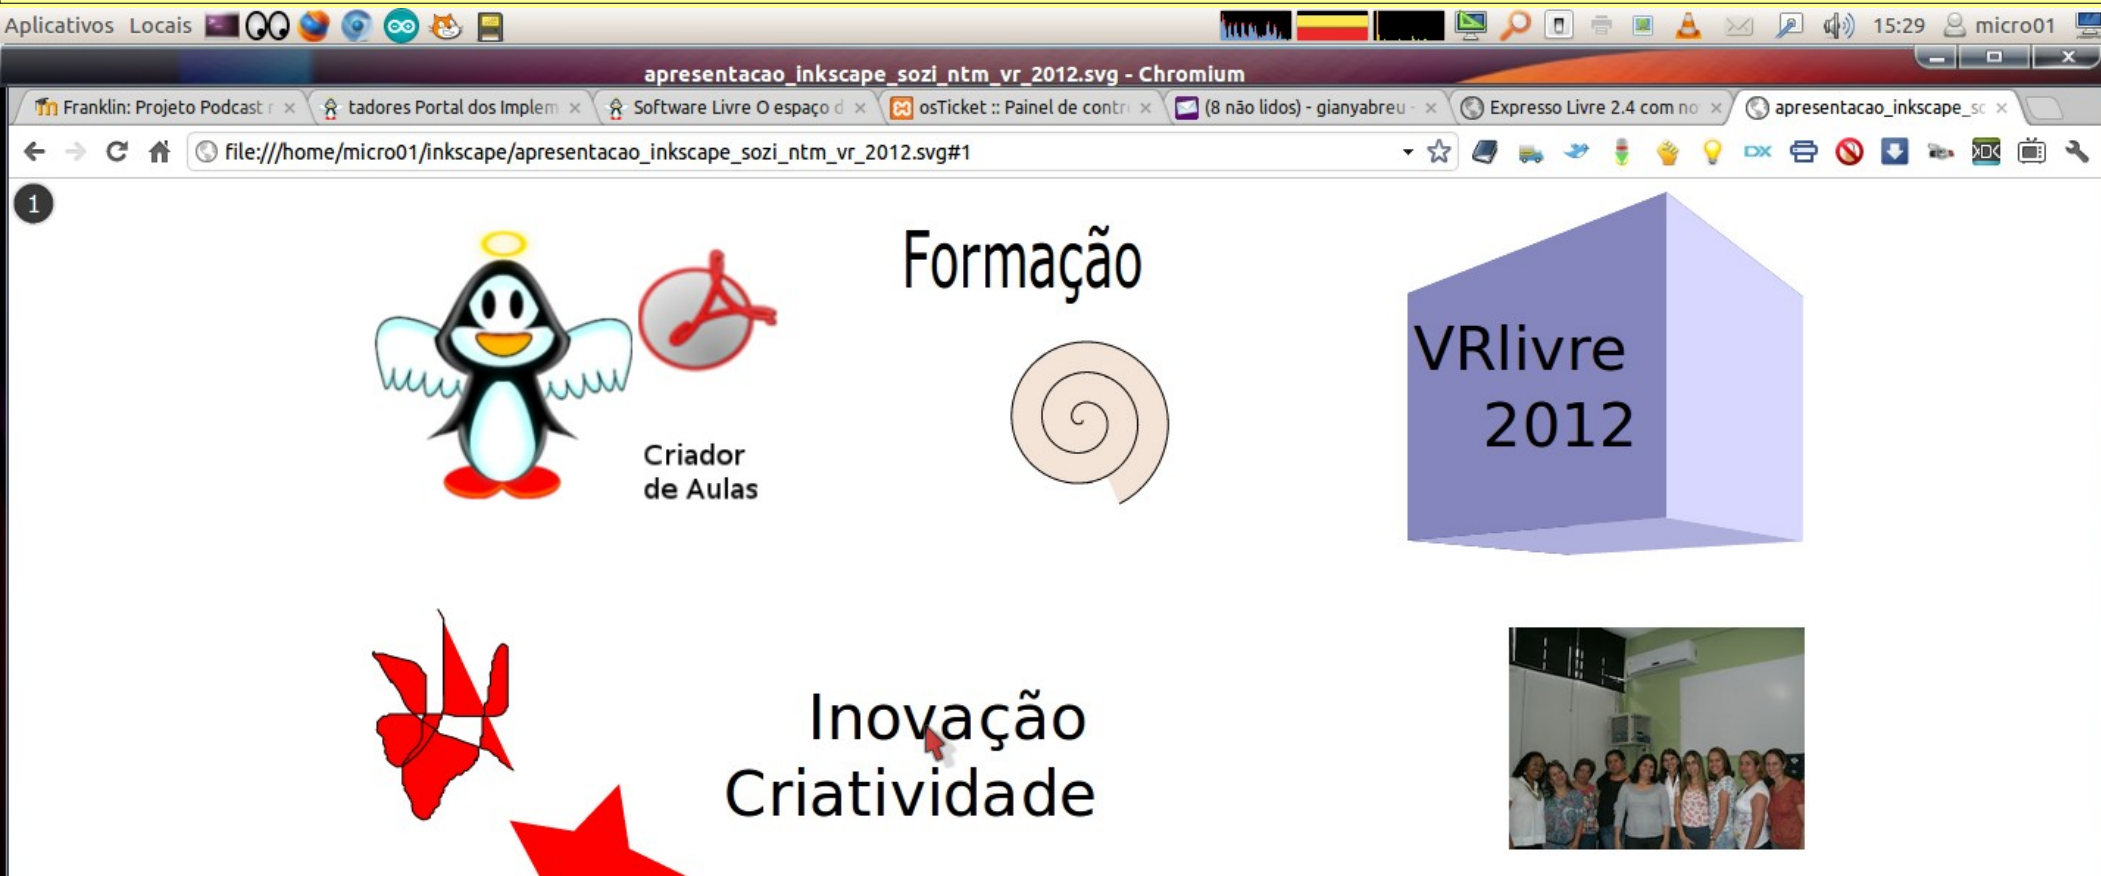 Aplicativos Locais
15:29 micro01
apresentacao_inkscape_sozi_ntm_vr_2012.svg - Chromium
Franklin: Projeto Podcast
tadores Portal dos Implem
Software Livre O espaço d
osTicket :: Painel de contr
(8 não lidos) - gianyabreu -
Expresso Livre 2.4 com no
apresentacao_inkscape_sc
file:///home/micro01/inkscape/apresentacao_inkscape_sozi_ntm_vr_2012.svg#1
DX
1
Formação
Criador
de Aulas
VRlivre
2012
Inovação
Criatividade